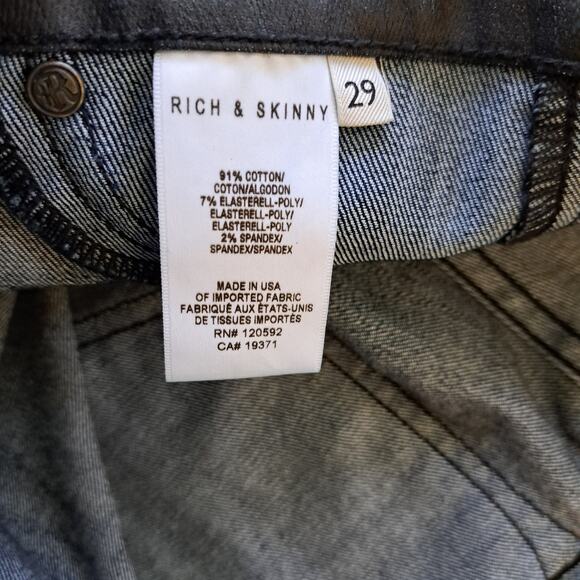 RICH & SKINNY
29
91% COTTON/
COTON/ALGODON
7% ELASTERELL-POLY/
ELASTERELL-POLY/
ELASTERELL-POLY
2% SPANDEX/
SPANDEX/SPANDEX
MADE IN USA
OF IMPORTED FABRIC
FABRIQUÉ AUX ÉTATS-UNIS
DE TISSUES IMPORTÉS
RN# 120592
CA# 19371